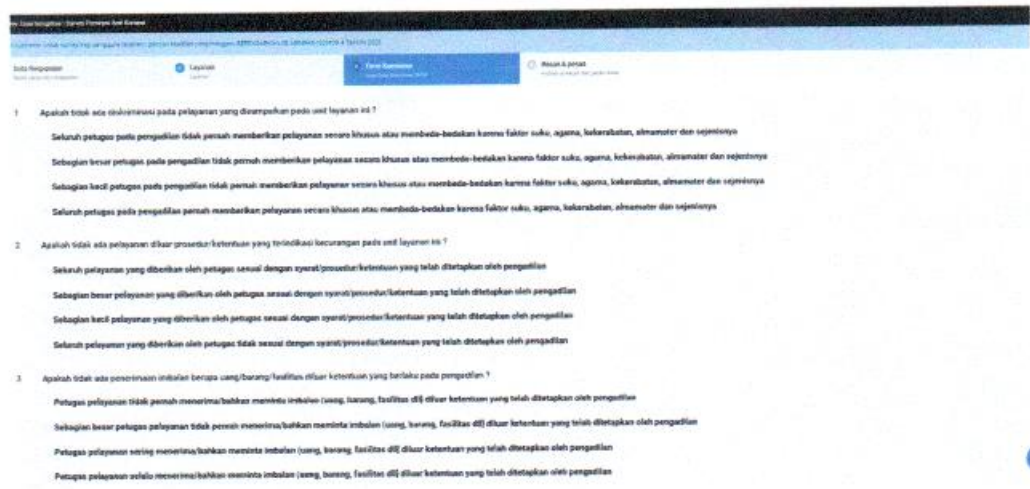 Survey Persepsi Anti Korupsi
Layanan
1 Apakah tidak ada diskriminasi pada pelayanan yang disampaikan pada unit layanan ini ?
Seluruh petugas pada pengadilan tidak pernah memberikan pelayanan secara khusus atau membeda-bedakan karena faktor suku, agama, kekerabatan, almamater dan sejenisnya
Sebagian besar petugas pada pengadilan tidak pernah memberikan pelayanan secara khusus atau membeda-bedakan karena faktor suku, agama, kekerabatan, almamater dan sejenisnya
Sebagian kecil petugas pada pengadilan tidak pernah memberikan pelayanan secara khusus atau membeda-bedakan karena faktor suku, agama, kekerabatan, almamater dan sejenisnya
Seluruh petugas pada pengadilan pernah memberikan pelayanan secara khusus atau membeda-bedakan karena faktor suku, agama, kekerabatan, almamater dan sejenisnya
2 Apakah tidak ada pelayanan diluar prosedur/ketentuan yang terindikasi kecurangan pada unit layanan ini ?
Seluruh pelayanan yang diberikan oleh petugas sesuai dengan syarat/prosedur/ketentuan yang telah ditetapkan oleh pengadilan
Sebagian besar pelayanan yang diberikan oleh petugas sesuai dengan syarat/prosedur/ketentuan yang telah ditetapkan oleh pengadilan
Sebagian kecil pelayanan yang diberikan oleh petugas sesuai dengan syarat/prosedur/ketentuan yang telah ditetapkan oleh pengadilan
Seluruh pelayanan yang diberikan oleh petugas tidak sesuai dengan syarat/prosedur/ketentuan yang telah ditetapkan oleh pengadilan
3 Apakah tidak ada penerimaan imbalan berupa uang/barang/fasilitas diluar ketentuan yang berlaku pada pengadilan ?
Petugas pelayanan tidak pernah menerima/bahkan meminta imbalan (uang, barang, fasilitas dll) diluar ketentuan yang telah ditetapkan oleh pengadilan
Sebagian besar petugas pelayanan tidak pernah menerima/bahkan meminta imbalan (uang, barang, fasilitas dll) diluar ketentuan yang telah ditetapkan oleh pengadilan
Petugas pelayanan sering menerima/bahkan meminta imbalan (uang, barang, fasilitas dll) diluar ketentuan yang telah ditetapkan oleh pengadilan
Petugas pelayanan selalu menerima/bahkan meminta imbalan (uang, barang, fasilitas dll) diluar ketentuan yang telah ditetapkan oleh pengadilan